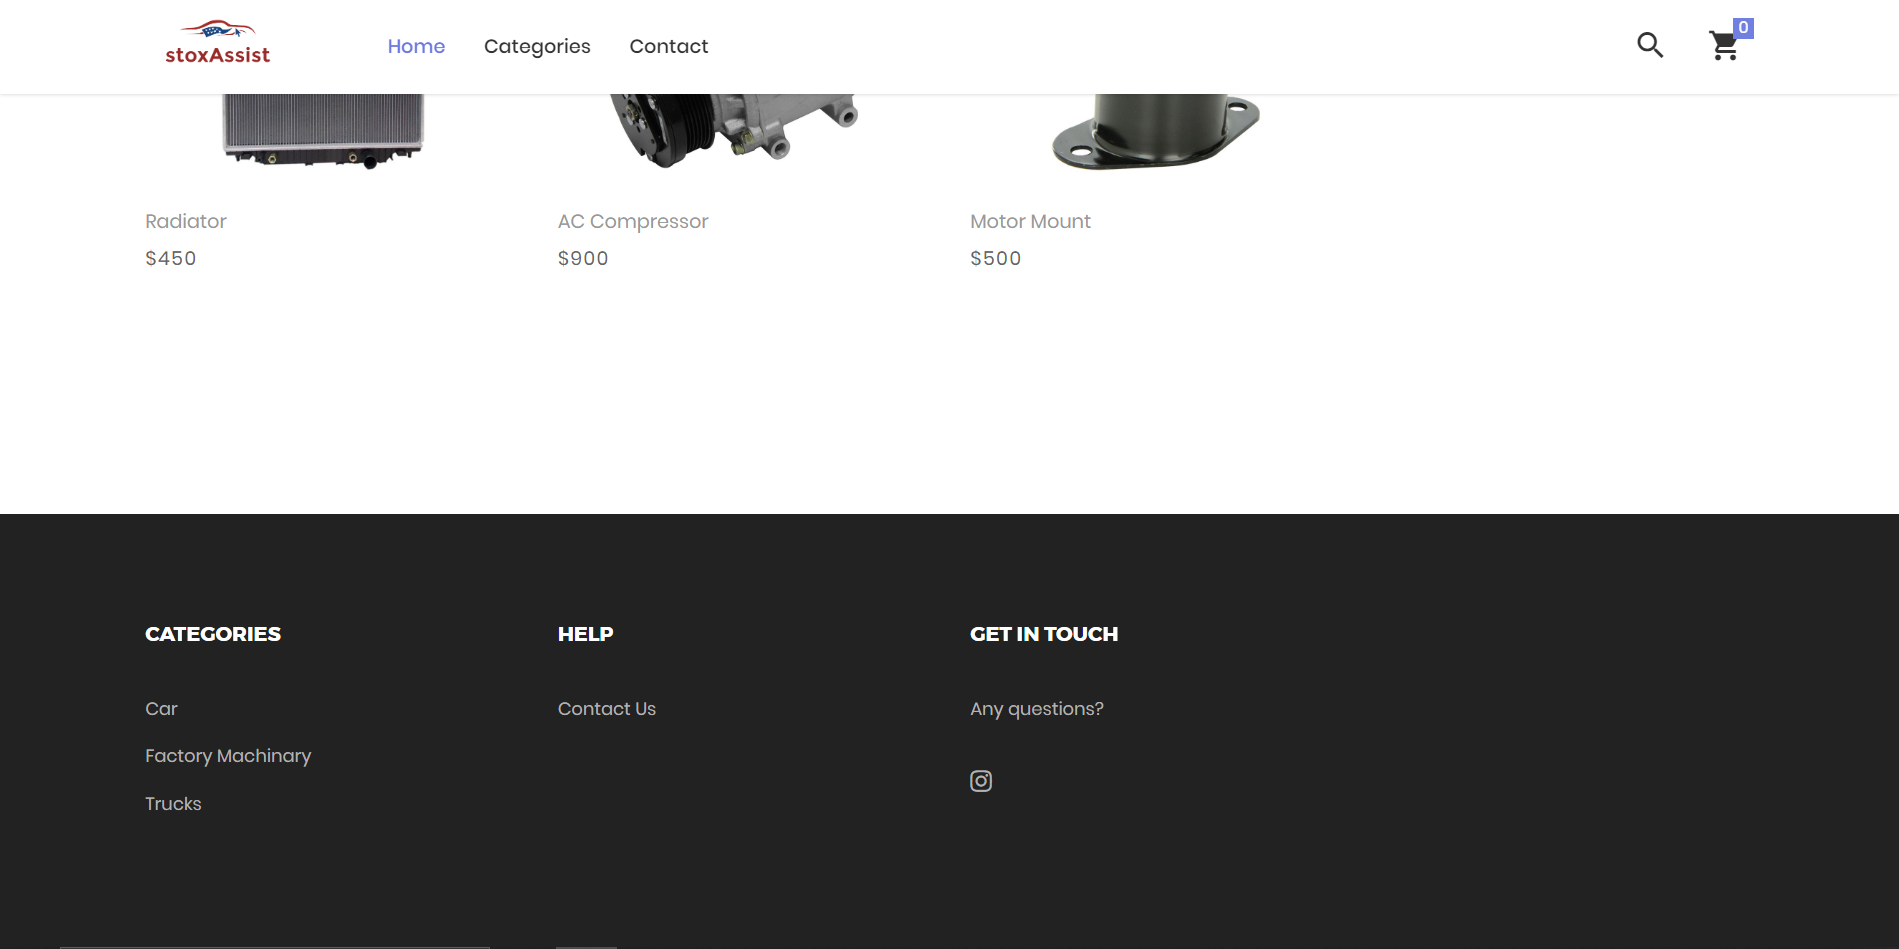 stoxAssist
Home Categories Contact
0
Radiator
$450
AC Compressor
$900
Motor Mount
$500
CATEGORIES
Car
Factory Machinary
Trucks
HELP
Contact Us
GET IN TOUCH
Any questions?